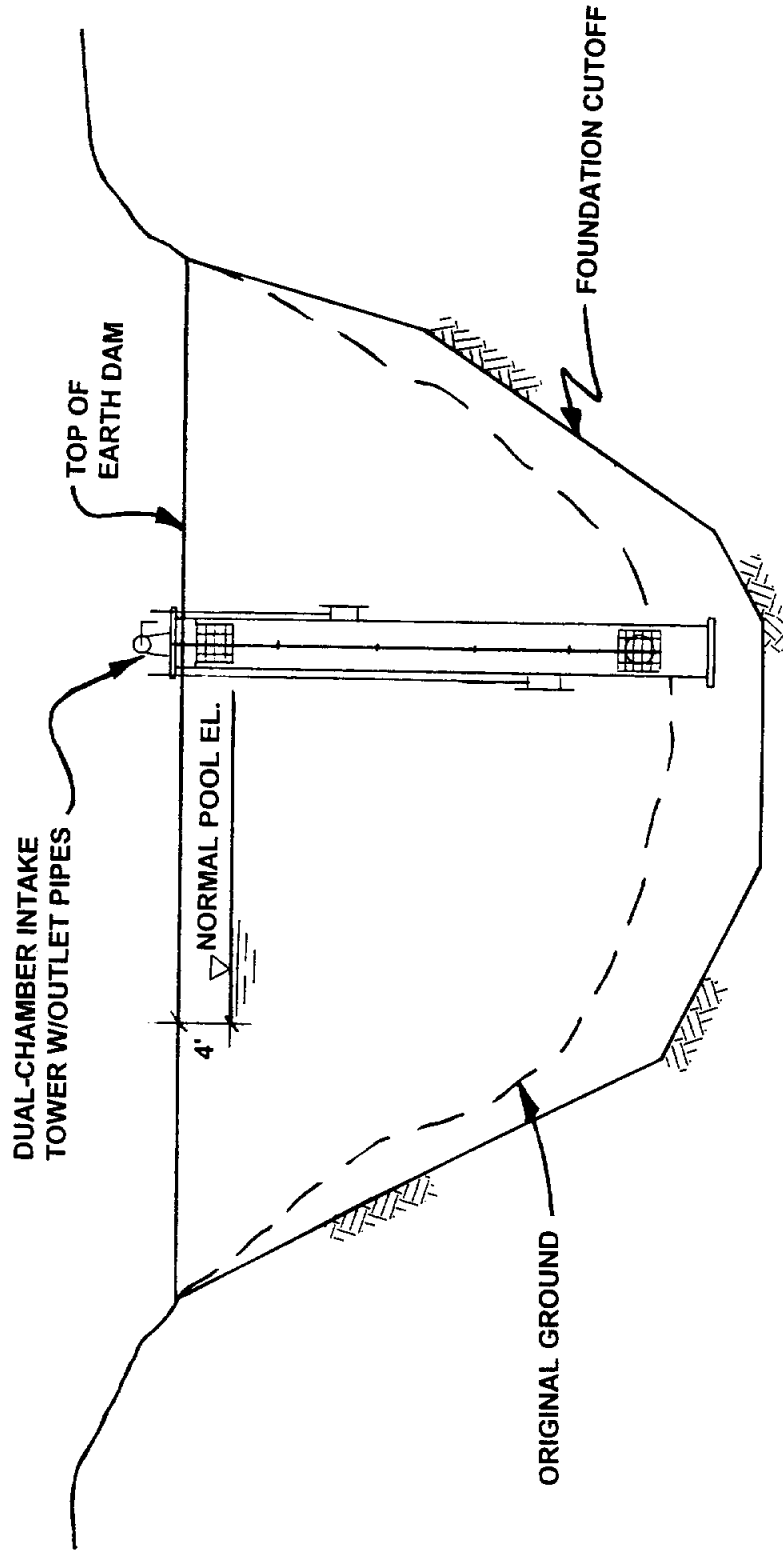 DUAL-CHAMBER INTAKE
TOWER W/OUTLET PIPES
TOP OF
EARTH DAM
4'
NORMAL POOL EL.
ORIGINAL GROUND
FOUNDATION CUTOFF